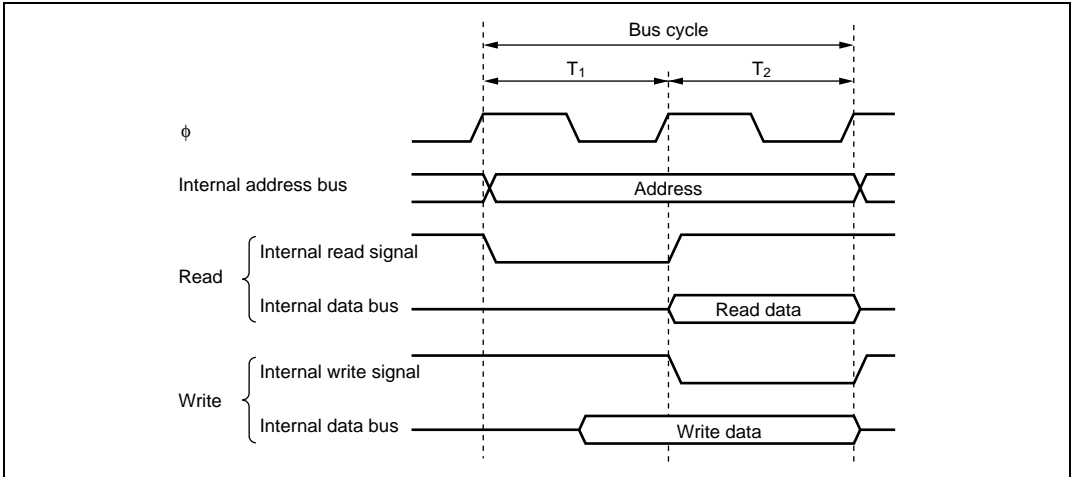 Bus cycle
T1 T2
ϕ
Internal address bus Address
Internal read signal
Read
Internal data bus Read data
Internal write signal
Write
Internal data bus Write data